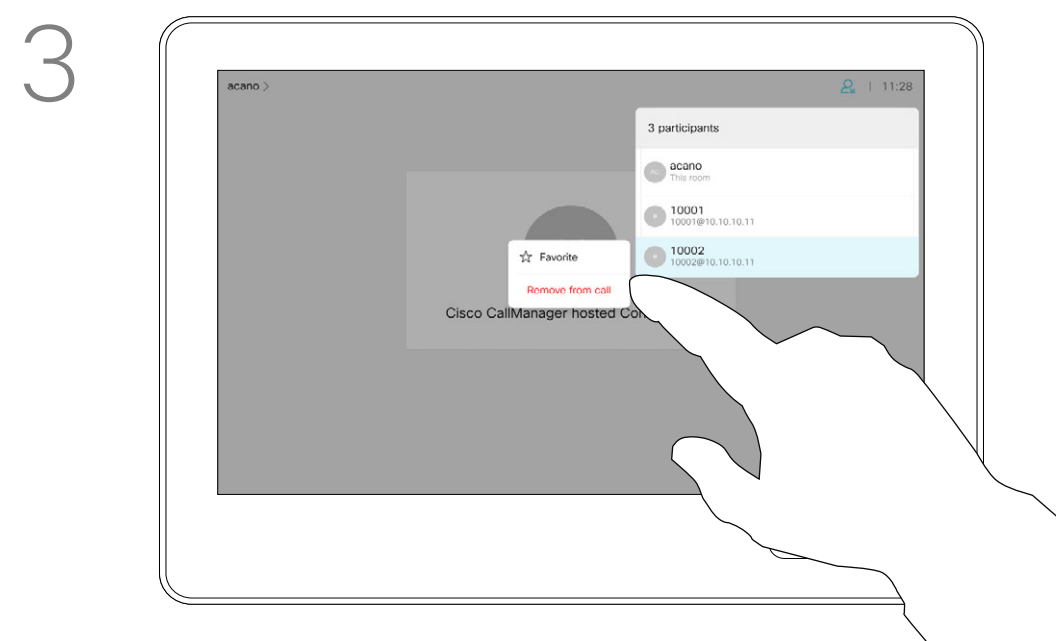 3
acano >
11:28
3 participants
acano
This room
10001
10001@10.10.10.11
10002
10002@10.10.10.11
Favorite
Remove from call
Cisco CallManager hosted